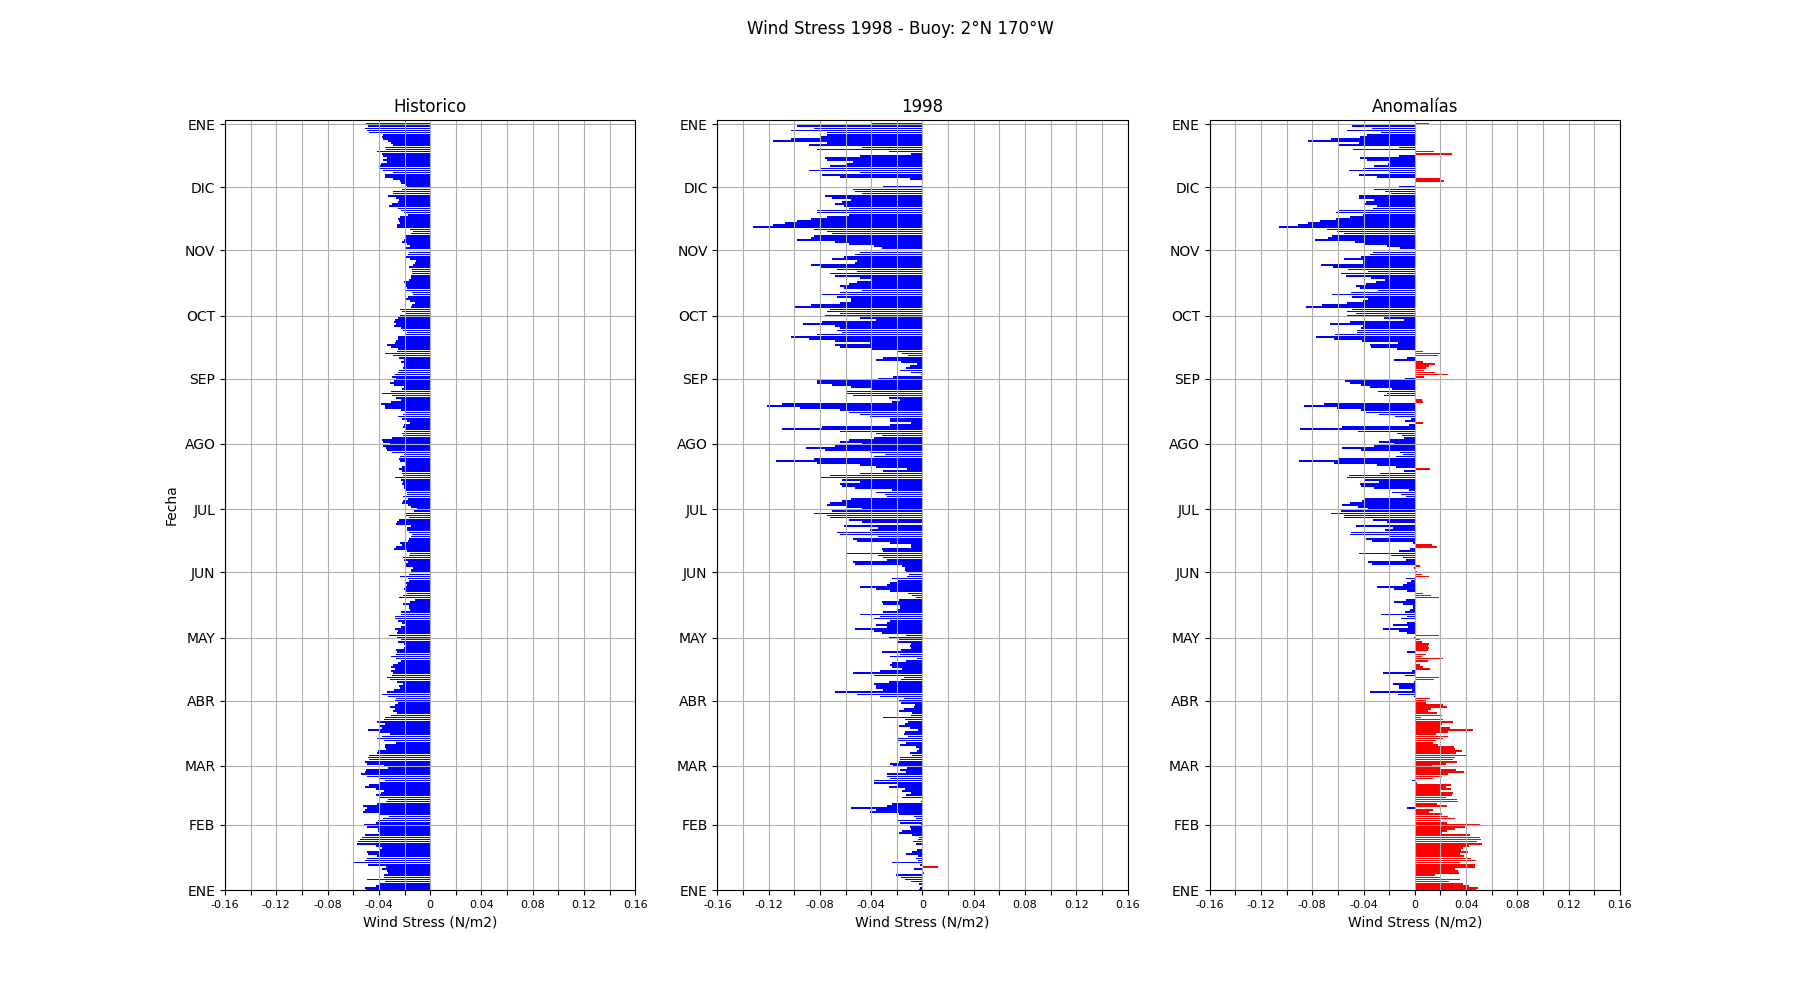 Wind Stress 1998 - Buoy: 2°N 170°W
Historico
1998
Anomalías
Fecha
ENE
DIC
NOV
OCT
SEP
AGO
JUL
JUN
MAY
ABR
MAR
FEB
ENE
-0.16 -0.12 -0.08 -0.04 0 0.04 0.08 0.12 0.16
Wind Stress (N/m2)
ENE
DIC
NOV
OCT
SEP
AGO
JUL
JUN
MAY
ABR
MAR
FEB
ENE
-0.16 -0.12 -0.08 -0.04 0 0.04 0.08 0.12 0.16
Wind Stress (N/m2)
ENE
DIC
NOV
OCT
SEP
AGO
JUL
JUN
MAY
ABR
MAR
FEB
ENE
-0.16 -0.12 -0.08 -0.04 0 0.04 0.08 0.12 0.16
Wind Stress (N/m2)